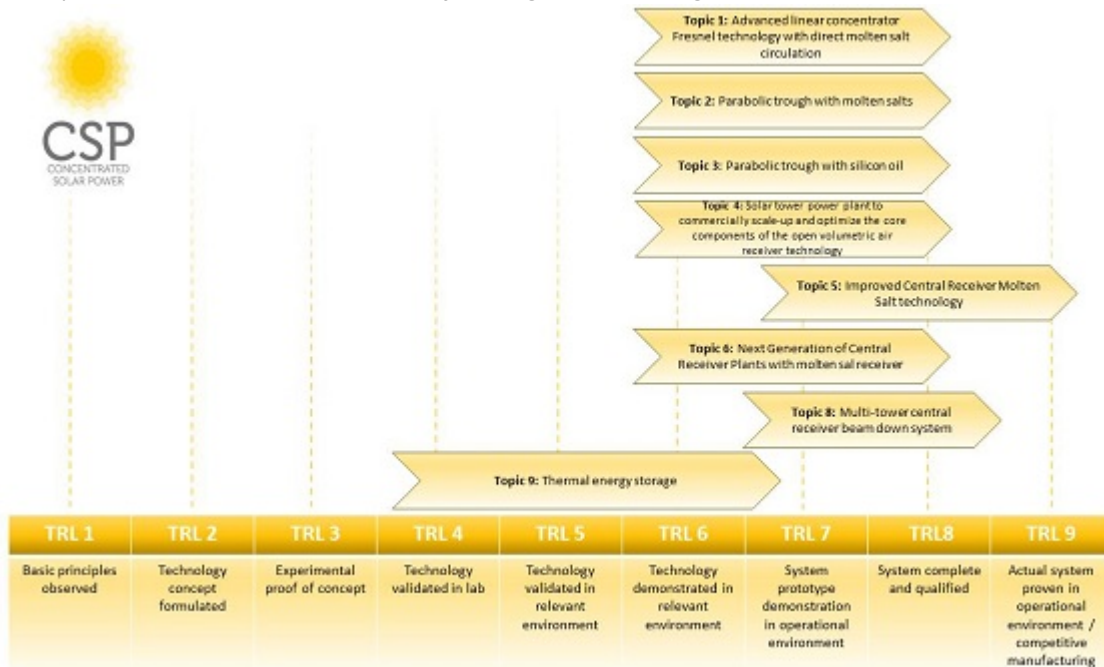 Topic 1: Advanced linear concentrator
Fresnel technology with direct molten salt
circulation
CSP
CONCENTRATED
SOLAR POWER
Topic 2: Parabolic trough with molten salts
Topic 3: Parabolic trough with silicon oil
Topic 4: Solar tower power plant to
commercially scale-up and optimize the core
components of the open volumetric air
receiver technology
Topic 5: Improved Central Receiver Molten
Salt technology
Topic 6: Next Generation of Central
Receiver Plants with molten sal receiver
Topic 8: Multi-tower central
receiver beam down system
Topic 9: Thermal energy storage
TRL 1
TRL 2
TRL 3
TRL 4
TRL 5
TRL 6
TRL 7
TRL8
TRL 9
Basic principles
observed
Technology
concept
formulated
Experimental
proof of concept
Technology
validated in lab
Technology
validated in
relevant
environment
Technology
demonstrated in
relevant
environment
System
prototype
demonstration
in operational
environment
System complete
and qualified
Actual system
proven in
operational
environment /
competitive
manufacturing